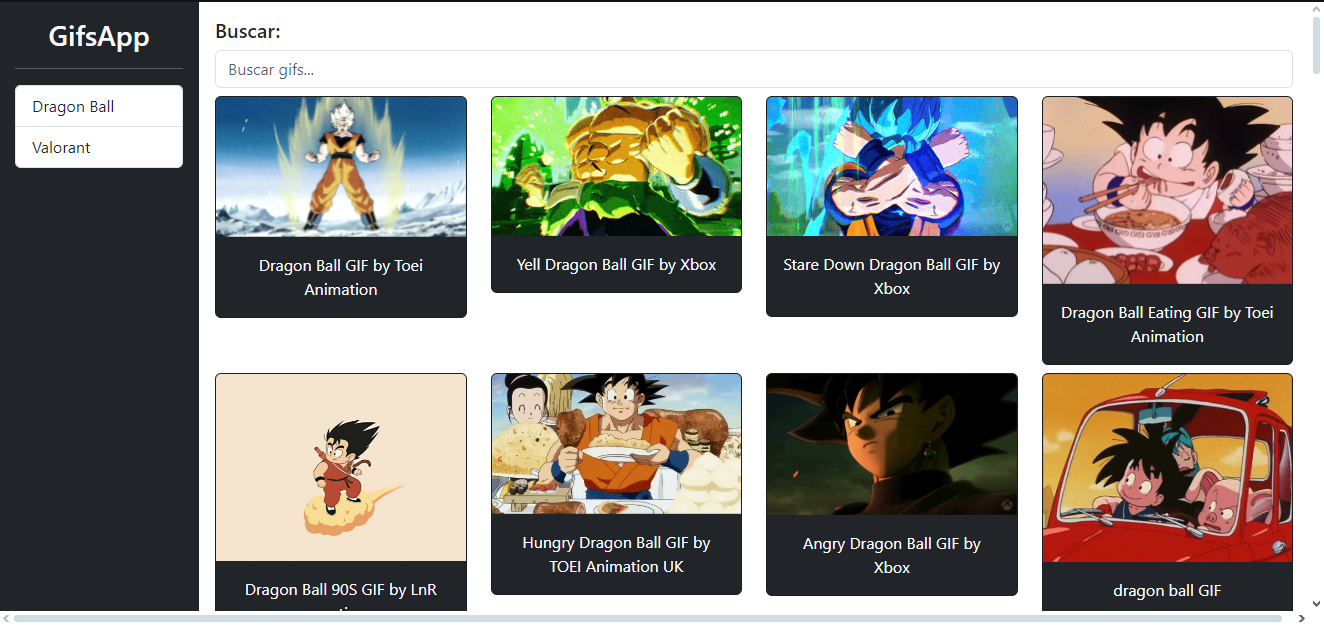 GifsApp
Dragon Ball
Valorant
Buscar:
Buscar gifs...
Dragon Ball GIF by Toei
Animation
Yell Dragon Ball GIF by Xbox
Stare Down Dragon Ball GIF by
Xbox
Dragon Ball Eating GIF by Toei
Animation
Dragon Ball 90S GIF by LnR
Hungry Dragon Ball GIF by
TOEI Animation UK
Angry Dragon Ball GIF by
Xbox
dragon ball GIF